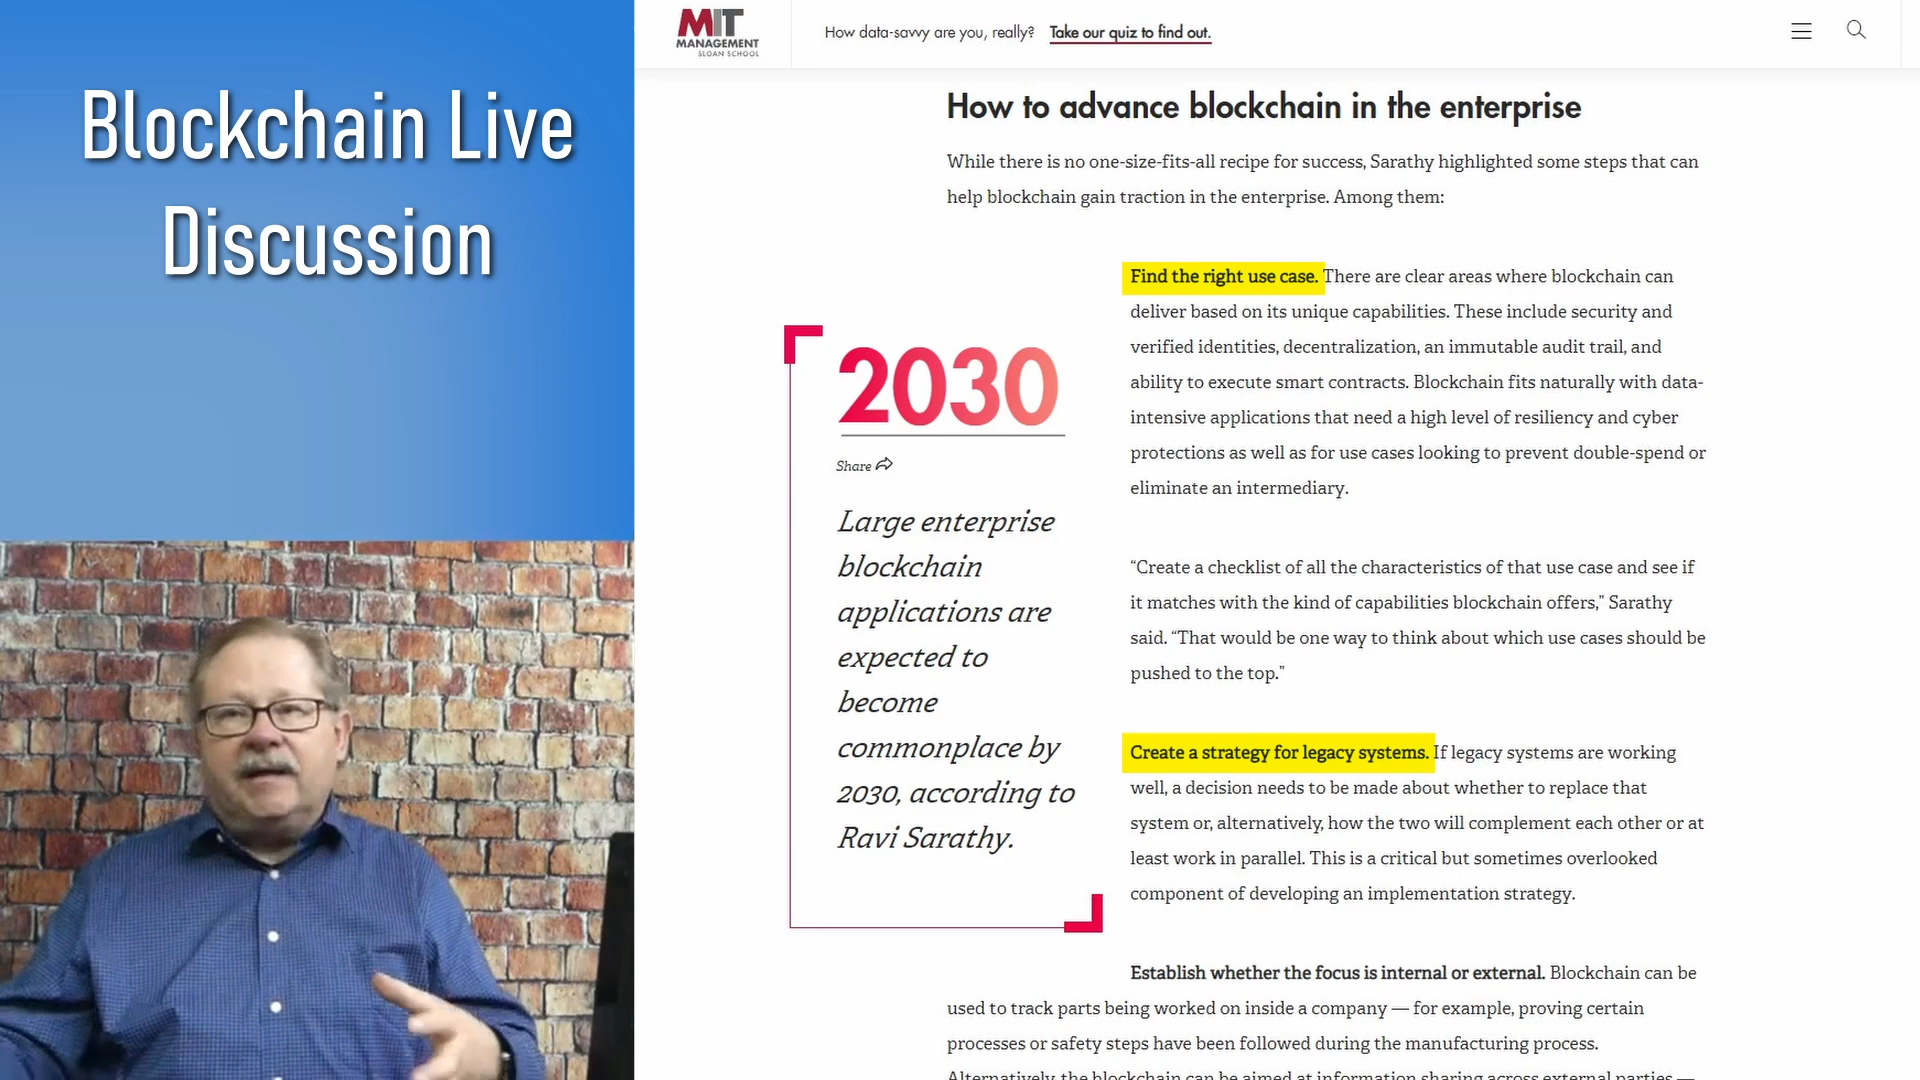 Blockchain Live
Discussion
MIT
MANAGEMENT
SLOAN SCHOOL
How data-savvy are you, really? Take our quiz to find out.
How to advance blockchain in the enterprise
While there is no one-size-fits-all recipe for success, Sarathy highlighted some steps that can
help blockchain gain traction in the enterprise. Among them:
2030
Share
Large enterprise
blockchain
applications are
expected to
become
commonplace by
2030, according to
Ravi Sarathy.
Find the right use case. There are clear areas where blockchain can
deliver based on its unique capabilities. These include security and
verified identities, decentralization, an immutable audit trail, and
ability to execute smart contracts. Blockchain fits naturally with data-
intensive applications that need a high level of resiliency and cyber
protections as well as for use cases looking to prevent double-spend or
eliminate an intermediary.
“Create a checklist of all the characteristics of that use case and see if
it matches with the kind of capabilities blockchain offers,” Sarathy
said. “That would be one way to think about which use cases should be
pushed to the top.”
Create a strategy for legacy systems. If legacy systems are working
well, a decision needs to be made about whether to replace that
system or, alternatively, how the two will complement each other or at
least work in parallel. This is a critical but sometimes overlooked
component of developing an implementation strategy.
Establish whether the focus is internal or external. Blockchain can be
used to track parts being worked on inside a company — for example, proving certain
processes or safety steps have been followed during the manufacturing process.
Alternatively, the blockchain can be aimed at information sharing across external parties —